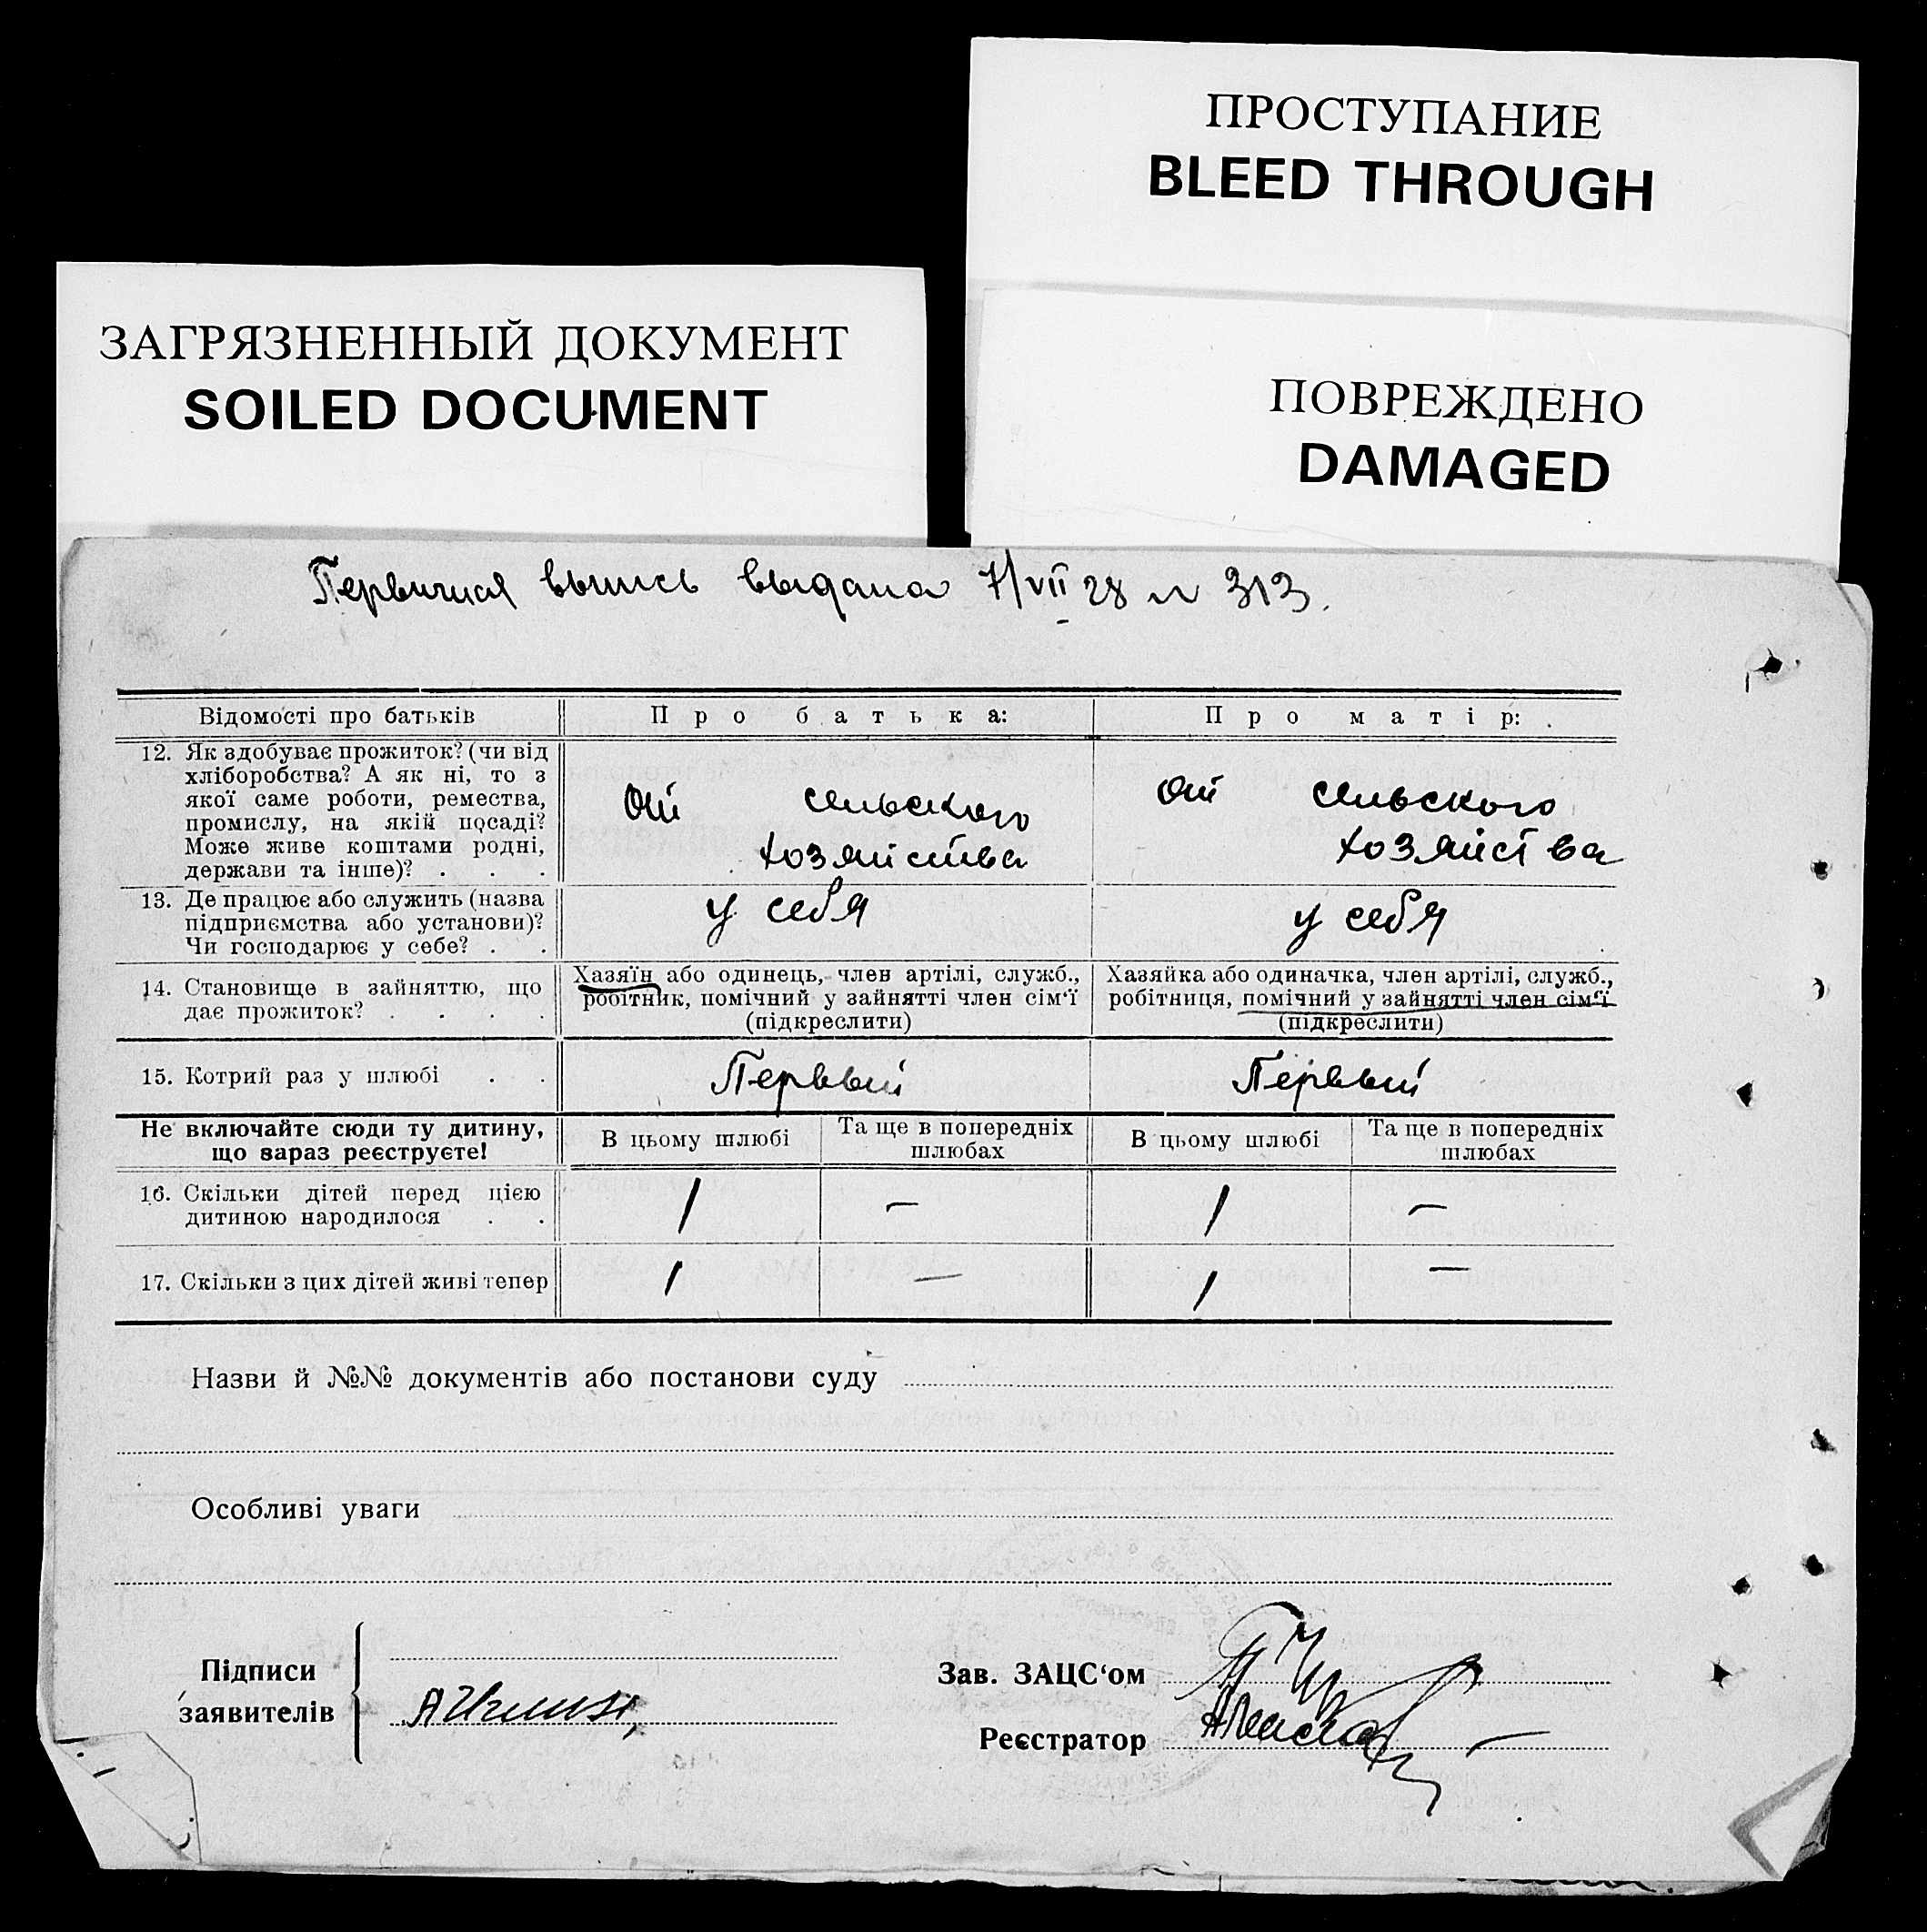 ПРОСТУПАНИЕ
BLEED THROUGH
ЗАГРЯЗНЕННЫЙ ДОКУМЕНТ
SOILED DOCUMENT
ПОВРЕЖДЕНО
DAMAGED
Первичная выпись выдана 7/VII 28 № 313.
Відомості про батьків
Про батька:
Про матір:
12. Як здобуває прожиток? (чи від
хліборобства? А як ні, то з
якої саме роботи, ремества,
промислу, на якій посаді?
Може живе коштами родні,
держави та інше)? . . .
От сельского
хозяйства
От сельского
хозяйства
13. Де працює або служить (назва
підприємства або установи)?
Чи господарює у себе? . .
у себя
у себя
14. Становище в зайняттю, що
дає прожиток? . . . .
Хазяїн або одинець, член артілі, служб.,
робітник, помічний у зайнятті член сім‘ї
(підкреслити)
Хазяйка або одиначка, член артілі, служб.,
робітниця, помічний у зайнятті член сім‘ї
(підкреслити)
15. Котрий раз у шлюбі . .
Первый
Первый
Не включайте сюди ту дитину,
що зараз реєструєте!
В цьому шлюбі
Та ще в попередніх
шлюбах
В цьому шлюбі
Та ще в попередніх
шлюбах
16. Скільки дітей перед цією
дитиною народилося . .
1
—
1
—
17. Скільки з цих дітей живі тепер
1
—
1
—
Назви й №№ документів або постанови суду
Особливі уваги
Підписи
заявителів
Зав. ЗАЦС‘ом
Реєстратор